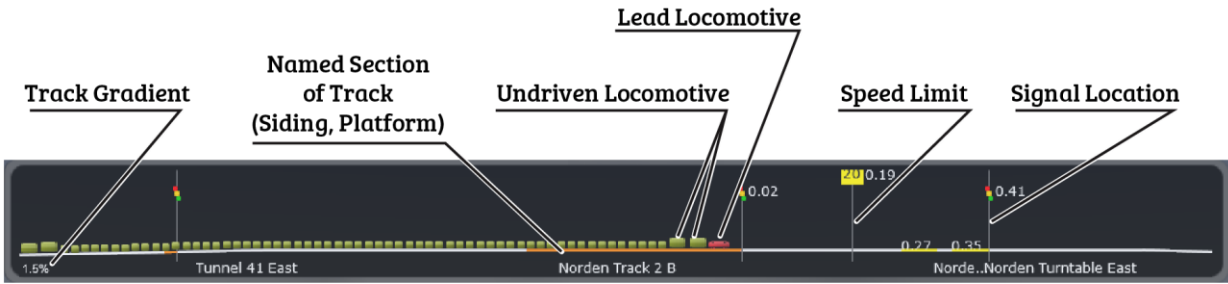 Lead Locomotive
Named Section
of Track
(Siding, Platform)
Track Gradient
Undriven Locomotive
Speed Limit
Signal Location
20 0.19
0.02
0.41
0.27 0.35
1.5%
Tunnel 41 East
Norden Track 2 B
Norde..Norden Turntable East